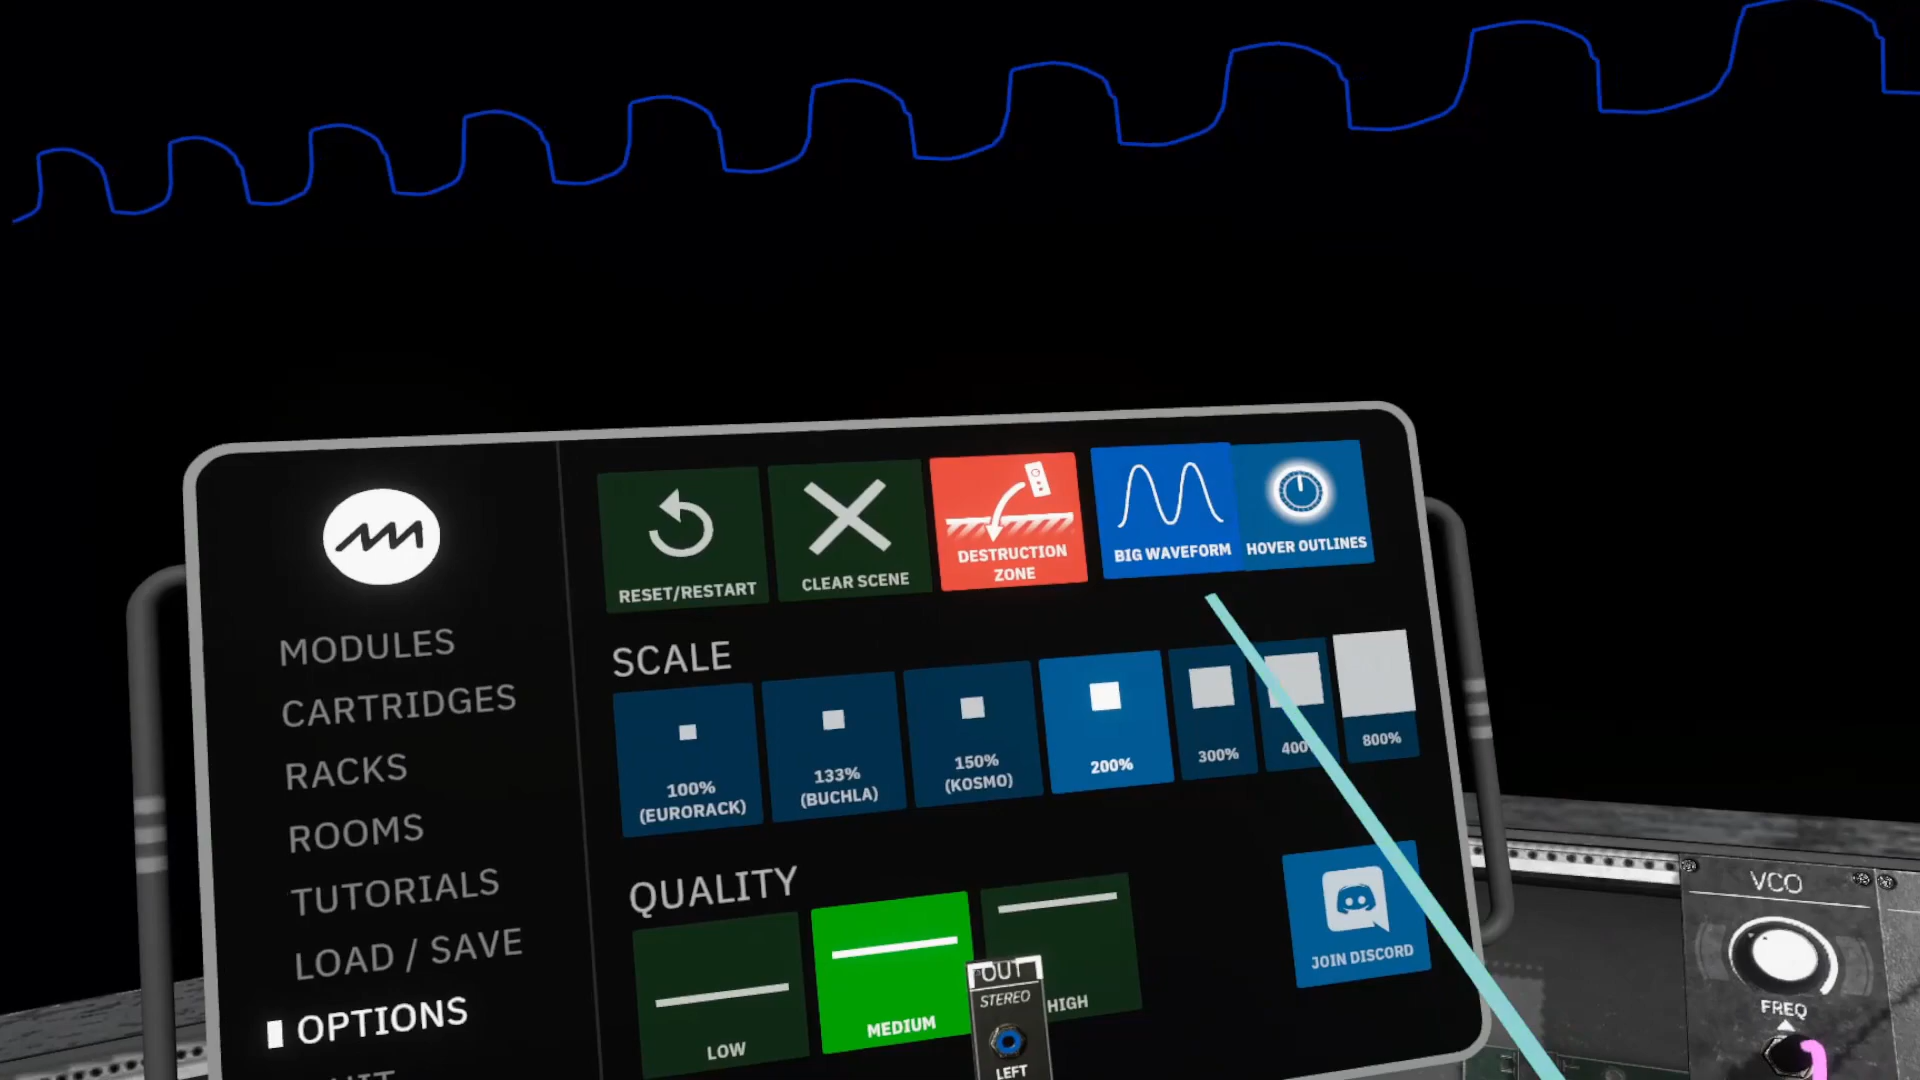 RESET/RESTART
CLEAR SCENE
DESTRUCTION
ZONE
BIG WAVEFORM
HOVER OUTLINES
MODULES
CARTRIDGES
RACKS
ROOMS
TUTORIALS
LOAD / SAVE
OPTIONS
SCALE
100%
(EURORACK)
133%
(BUCHLA)
150%
(KOSMO)
200%
300%
400%
800%
QUALITY
LOW
MEDIUM
HIGH
JOIN DISCORD
OUT
STEREO
LEFT
VCO
FREQ